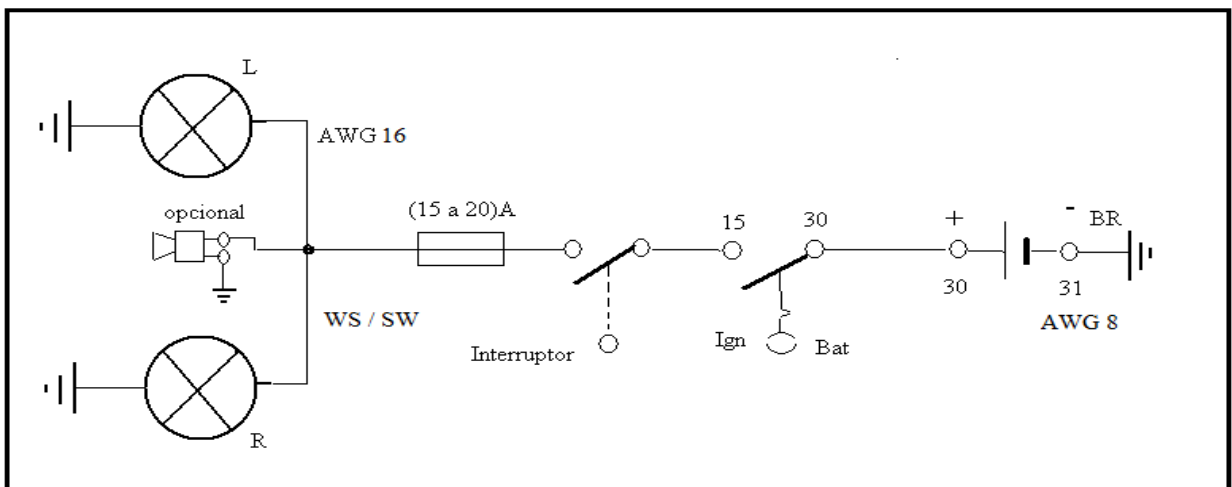 L
AWG 16
opcional
(15 a 20)A
15
30
+
-
BR
30
31
AWG 8
WS / SW
Interruptor
Ign
Bat
R